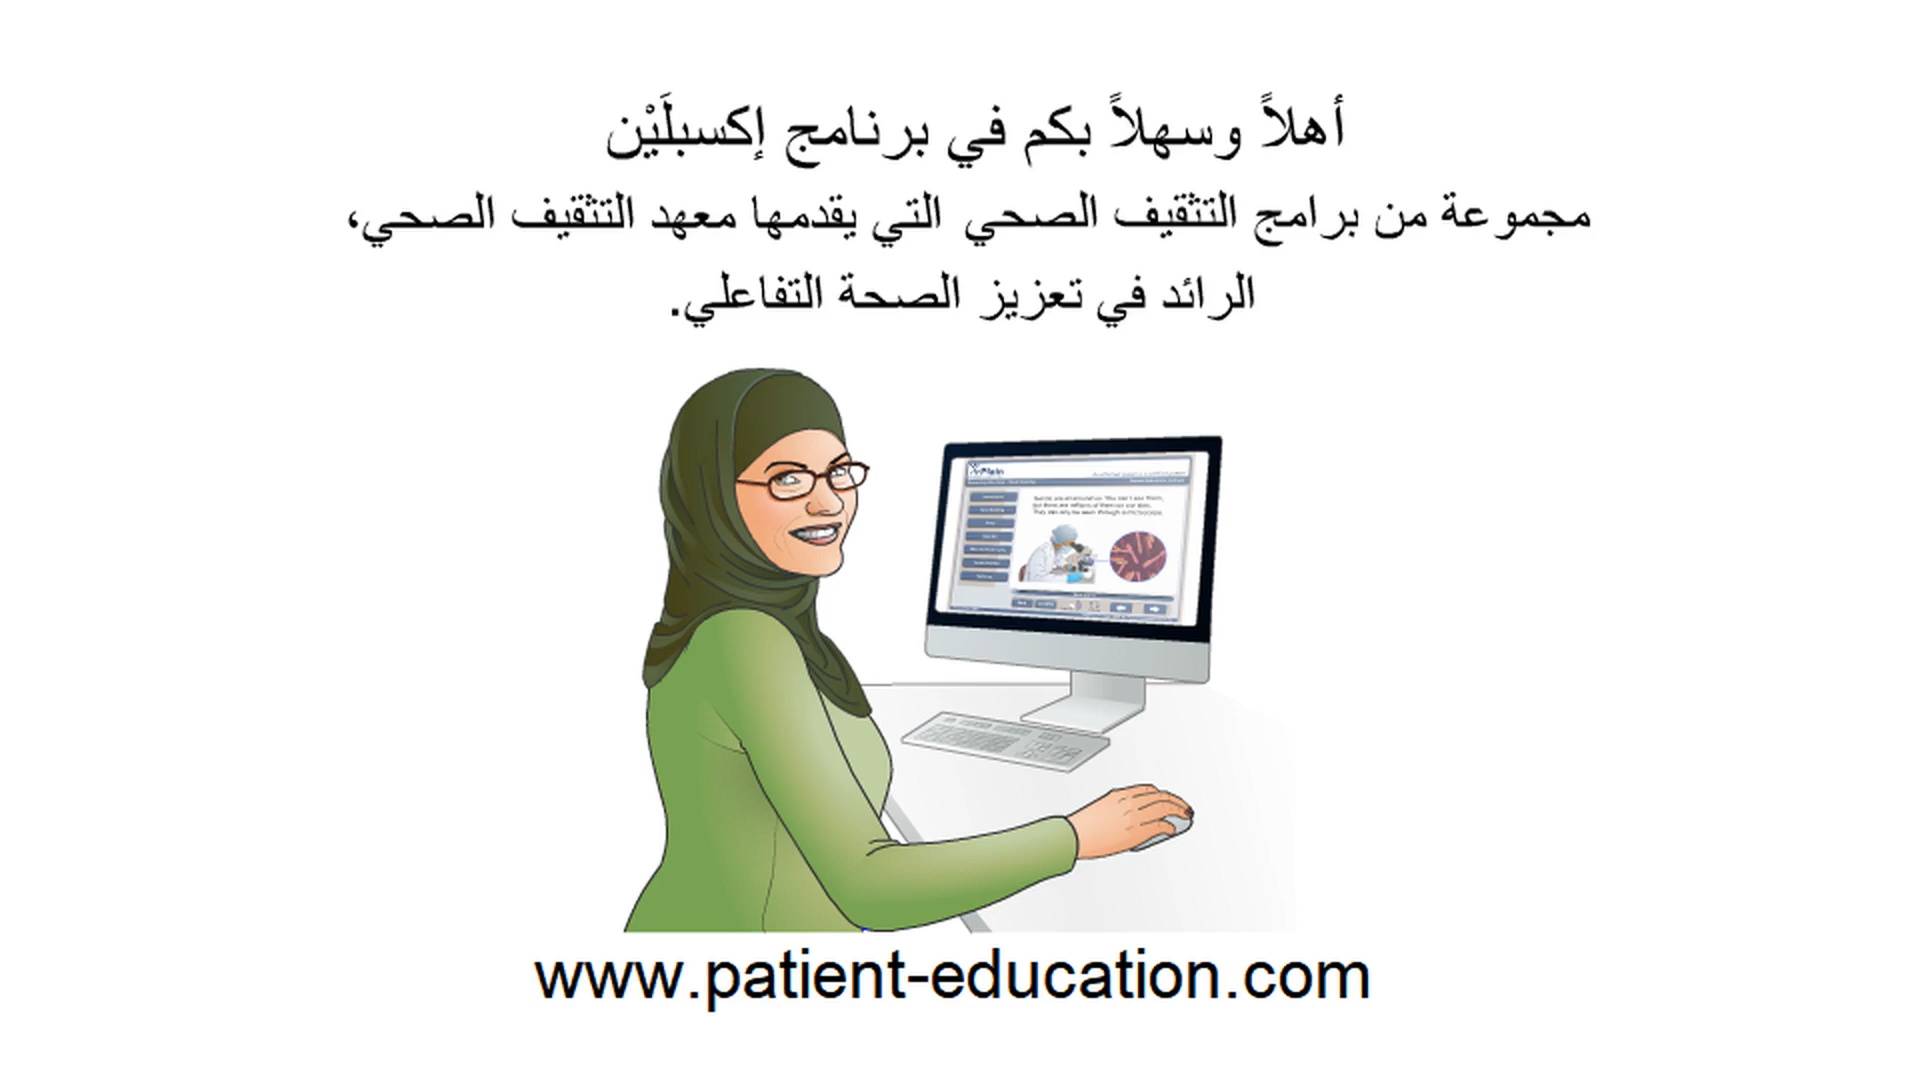 أهلاً وسهلاً بكم في برنامج إكسبلَيْن
مجموعة من برامج التثقيف الصحي التي يقدمها معهد التثقيف الصحي،
الرائد في تعزيز الصحة التفاعلي.
www.patient-education.com